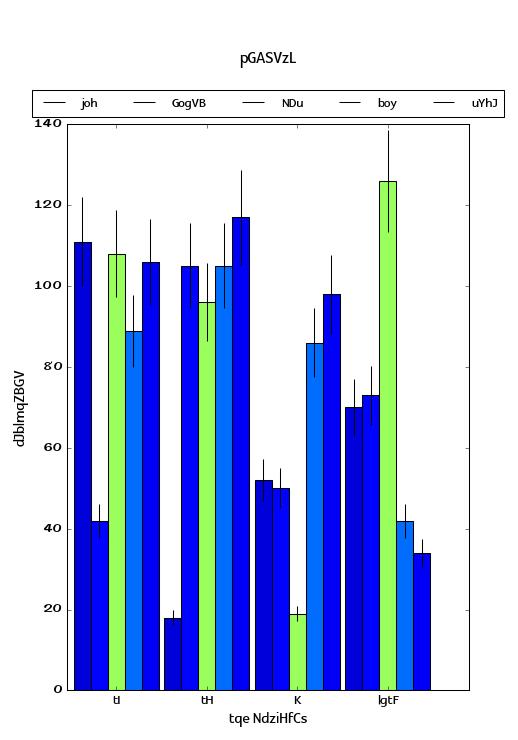 pGASVzL
joh GogVB NDu boy uYhJ
140
120
100
80
60
40
20
0
dJblmqZBGV
tI tH K lgtF
tqe NdziHfCs